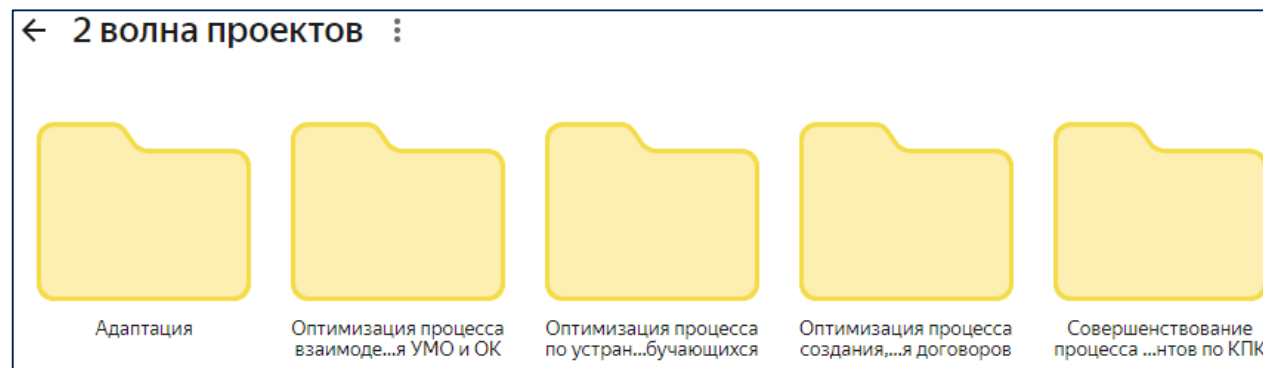 2 волна проектов
Адаптация
Оптимизация процесса
взаимоде...я УМО и ОК
Оптимизация процесса
по устран...бучающихся
Оптимизация процесса
создания,...я договоров
Совершенствование
процесса ...нтов по КПК